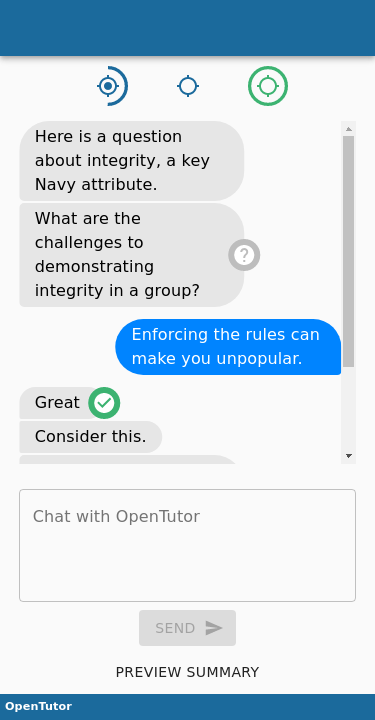 Here is a question
about integrity, a key
Navy attribute.
What are the
challenges to
demonstrating
integrity in a group?
Enforcing the rules can
make you unpopular.
Great
Consider this.
Chat with OpenTutor
SEND
PREVIEW SUMMARY
OpenTutor